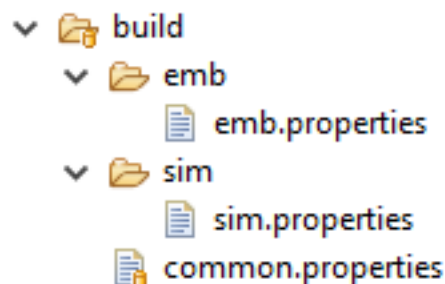 build
emb
emb.properties
sim
sim.properties
common.properties